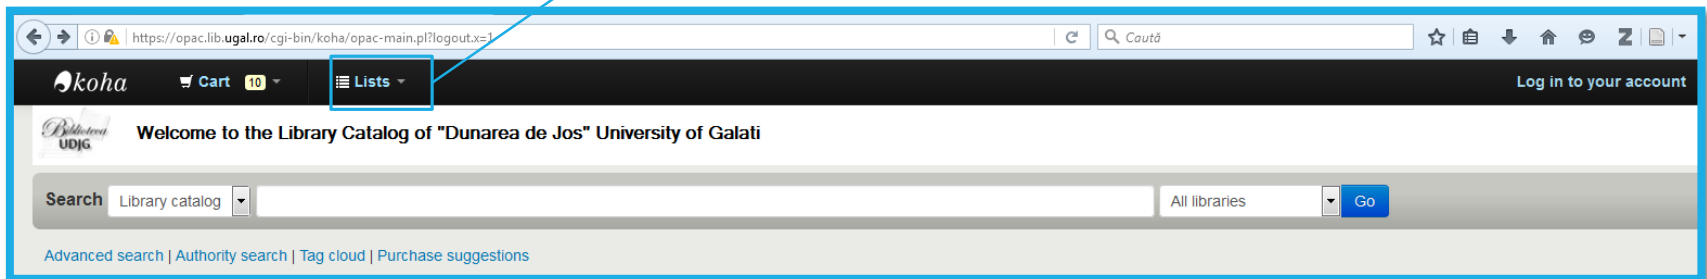 https://opac.lib.ugal.ro/cgi-bin/koha/opac-main.pl?logout.x=1
Caută
koha Cart 10 Lists Log in to your account
Biblioteca
UDJG
Welcome to the Library Catalog of "Dunarea de Jos" University of Galati
Search Library catalog All libraries Go
Advanced search | Authority search | Tag cloud | Purchase suggestions